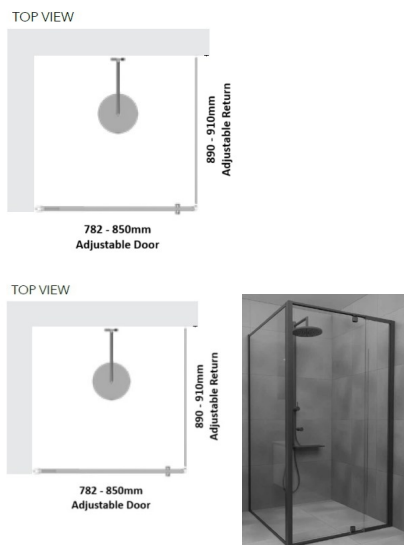 TOP VIEW
890 - 910mm
Adjustable Return
782 - 850mm
Adjustable Door
TOP VIEW
890 - 910mm
Adjustable Return
782 - 850mm
Adjustable Door